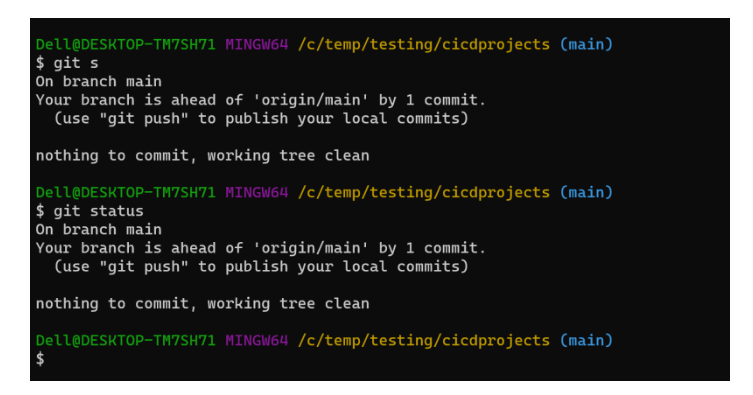 Dell@DESKTOP-TM7SH71 MINGW64 /c/temp/testing/cicdprojects (main)
$ git s
On branch main
Your branch is ahead of 'origin/main' by 1 commit.
  (use "git push" to publish your local commits)

nothing to commit, working tree clean

Dell@DESKTOP-TM7SH71 MINGW64 /c/temp/testing/cicdprojects (main)
$ git status
On branch main
Your branch is ahead of 'origin/main' by 1 commit.
  (use "git push" to publish your local commits)

nothing to commit, working tree clean

Dell@DESKTOP-TM7SH71 MINGW64 /c/temp/testing/cicdprojects (main)
$